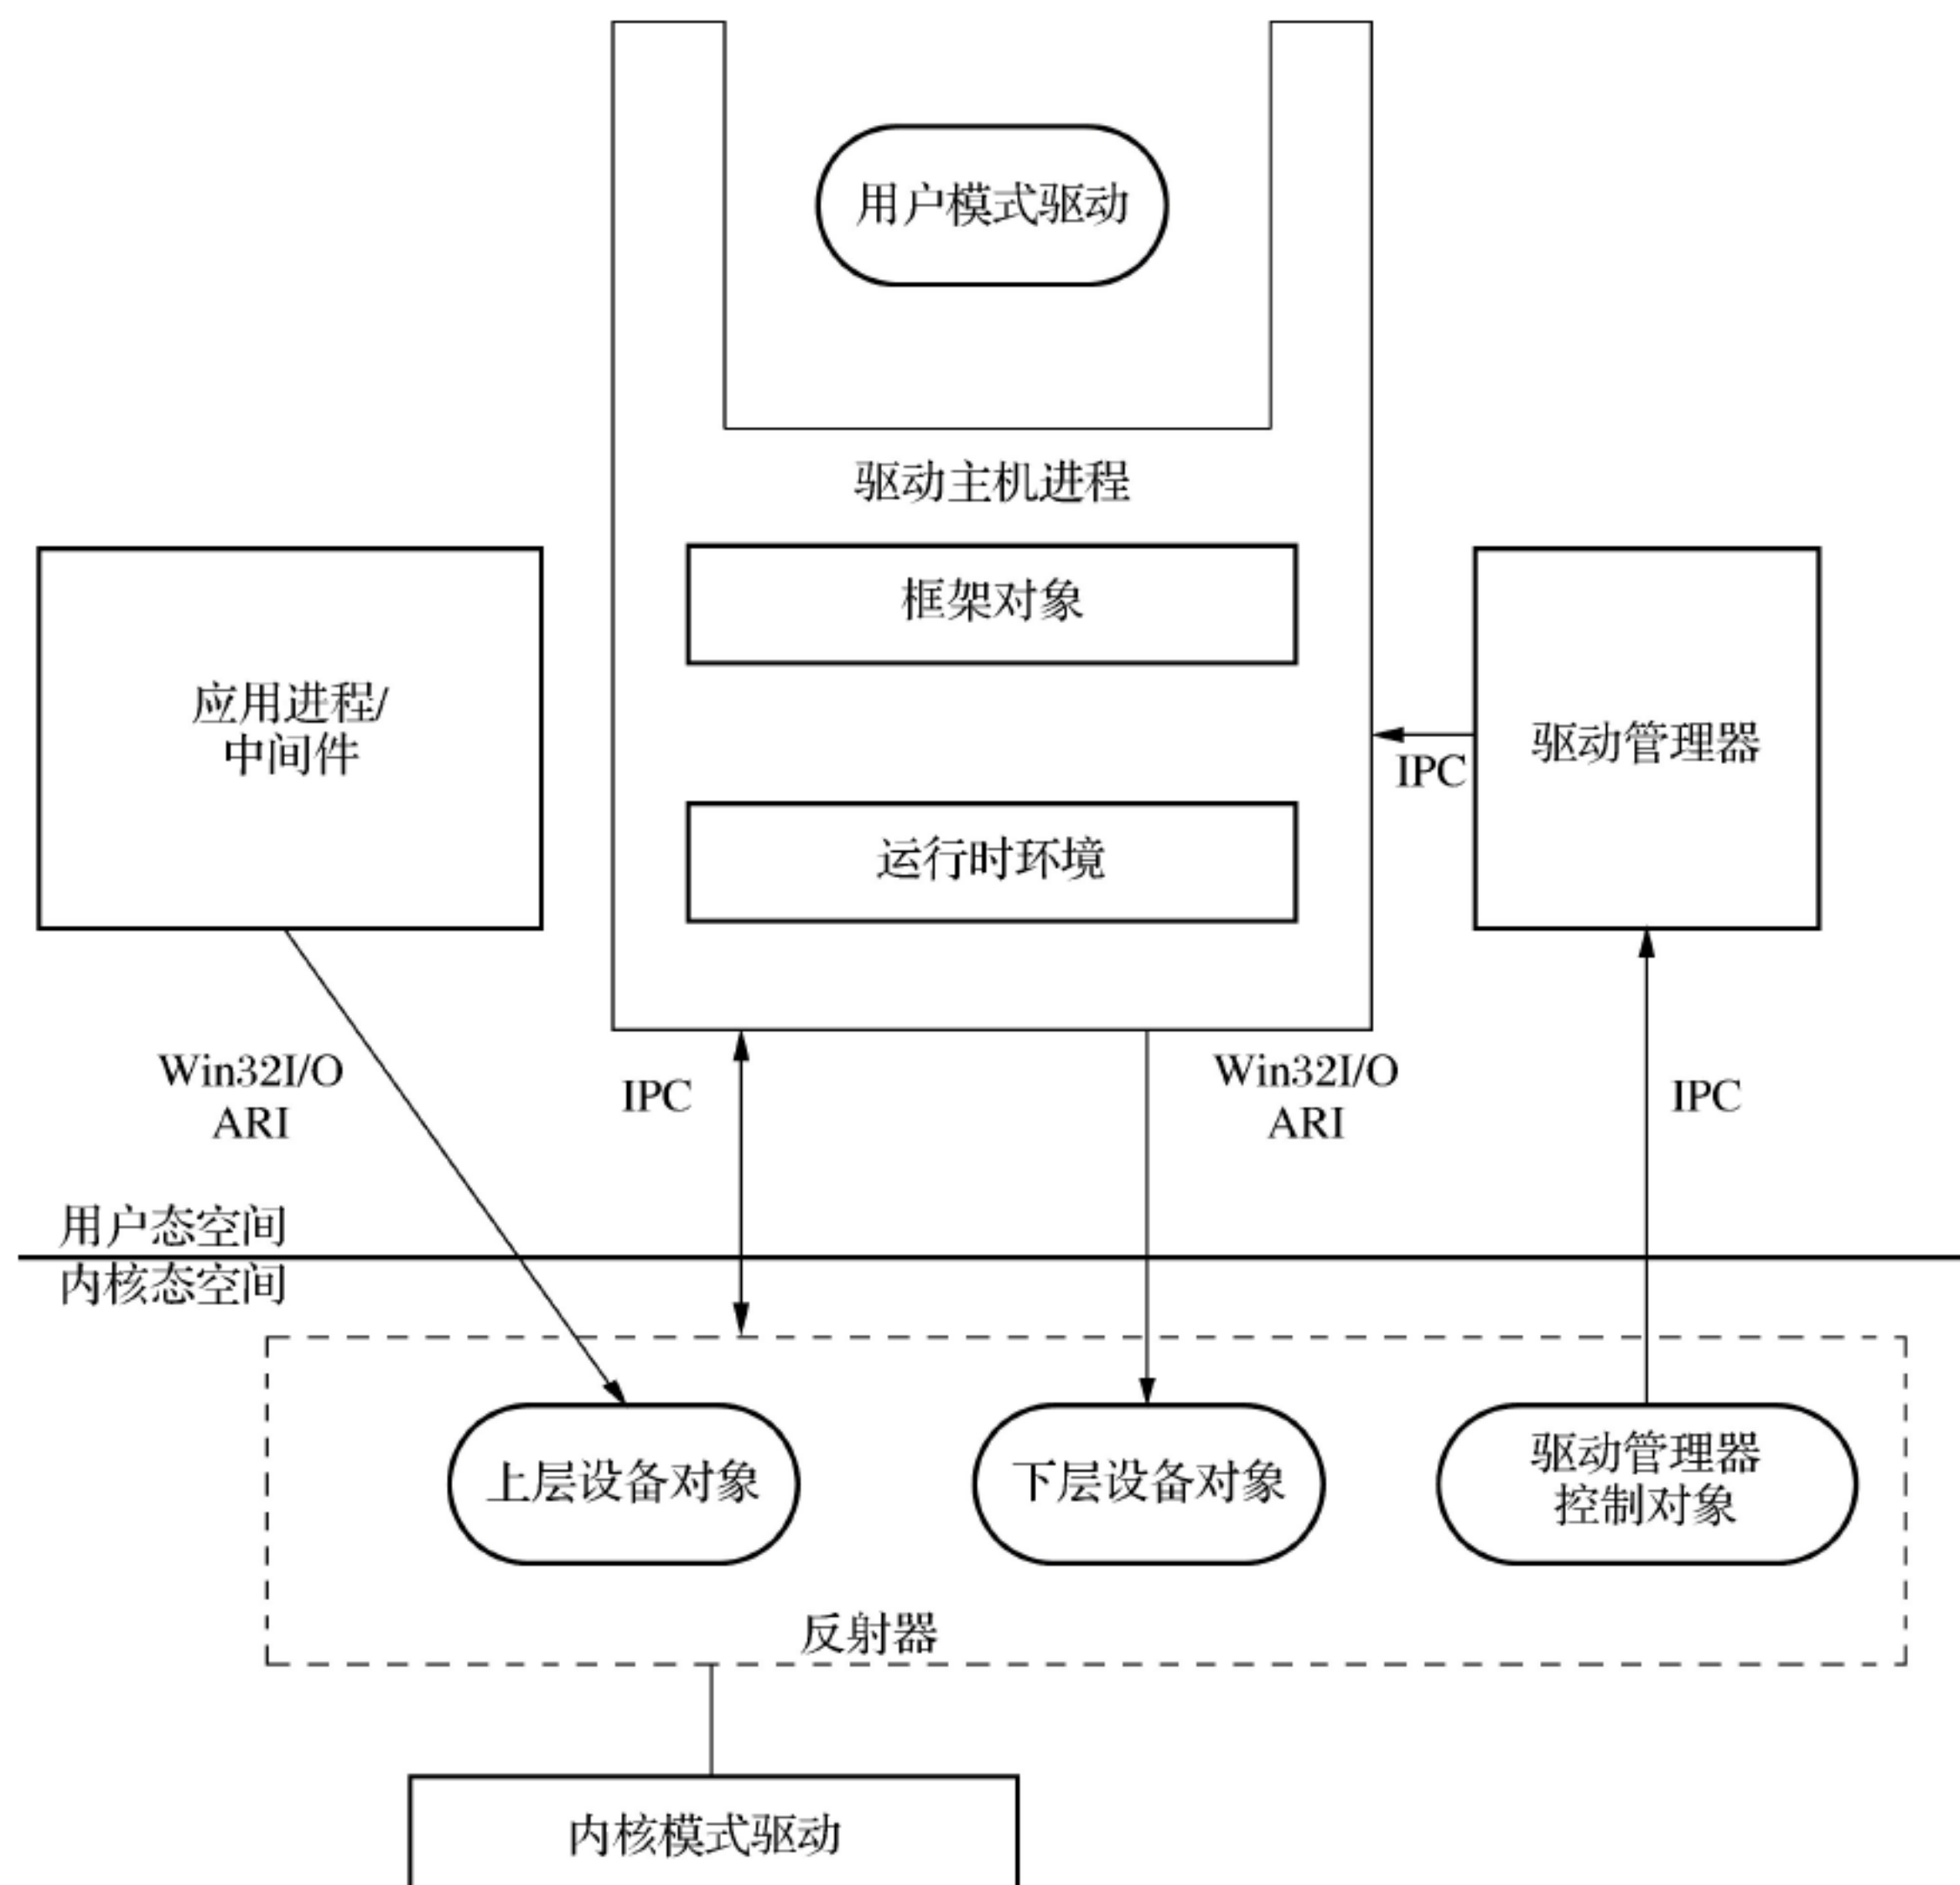 用户模式驱动
驱动主机进程
框架对象
应用进程/
中间件
驱动管理器
IPC
运行时环境
Win32I/O
ARI
IPC
Win32I/O
ARI
IPC
用户态空间
内核态空间
上层设备对象
下层设备对象
驱动管理器
控制对象
反射器
内核模式驱动